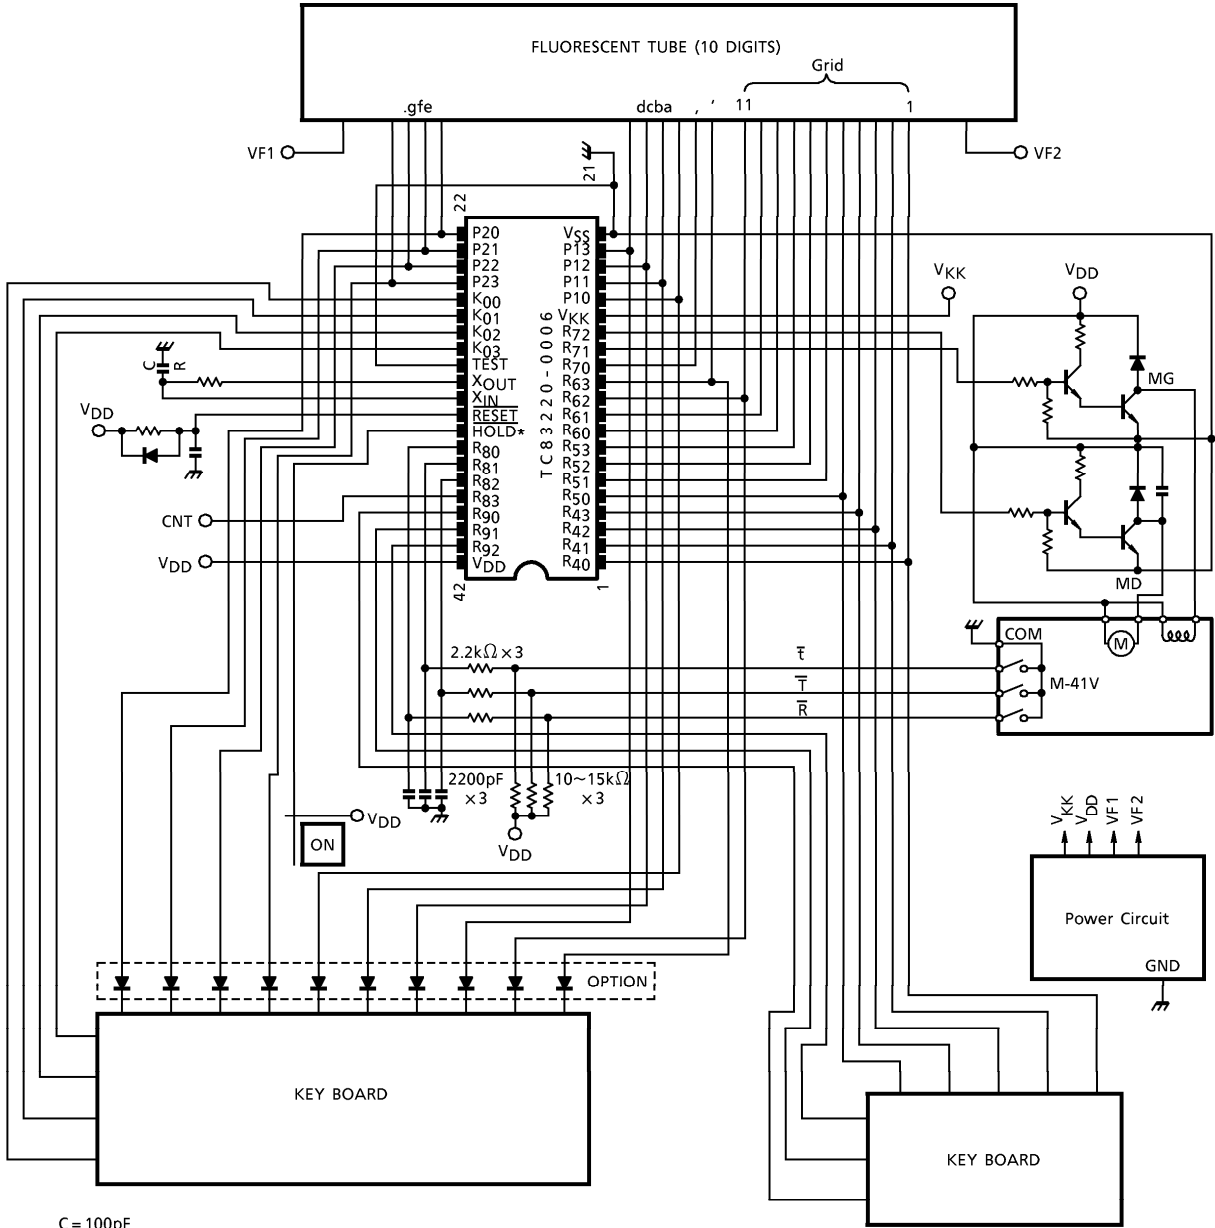 FLUORESCENT TUBE (10 DIGITS)
Grid
.gfe
dcba
,
'
11
1
VF1
VF2
21
22
P20
P21
P22
P23
K00
K01
K02
K03
TEST
XOUT
XIN
RESET
HOLD*
R80
R81
R82
R83
R90
R91
R92
VDD
TC83220-0006
VSS
P13
P12
P11
P10
VKK
R72
R71
R70
R63
R62
R61
R60
R53
R52
R51
R50
R43
R42
R41
R40
42
1
C
R
VDD
CNT
VDD
VKK
VDD
MG
MD
COM
M
M-41V
2.2kΩ×3
t
T
R
2200pF
×3
10~15kΩ
×3
VDD
VDD
ON
VKK
VDD
VF1
VF2
Power Circuit
GND
OPTION
KEY BOARD
KEY BOARD
C=100pF